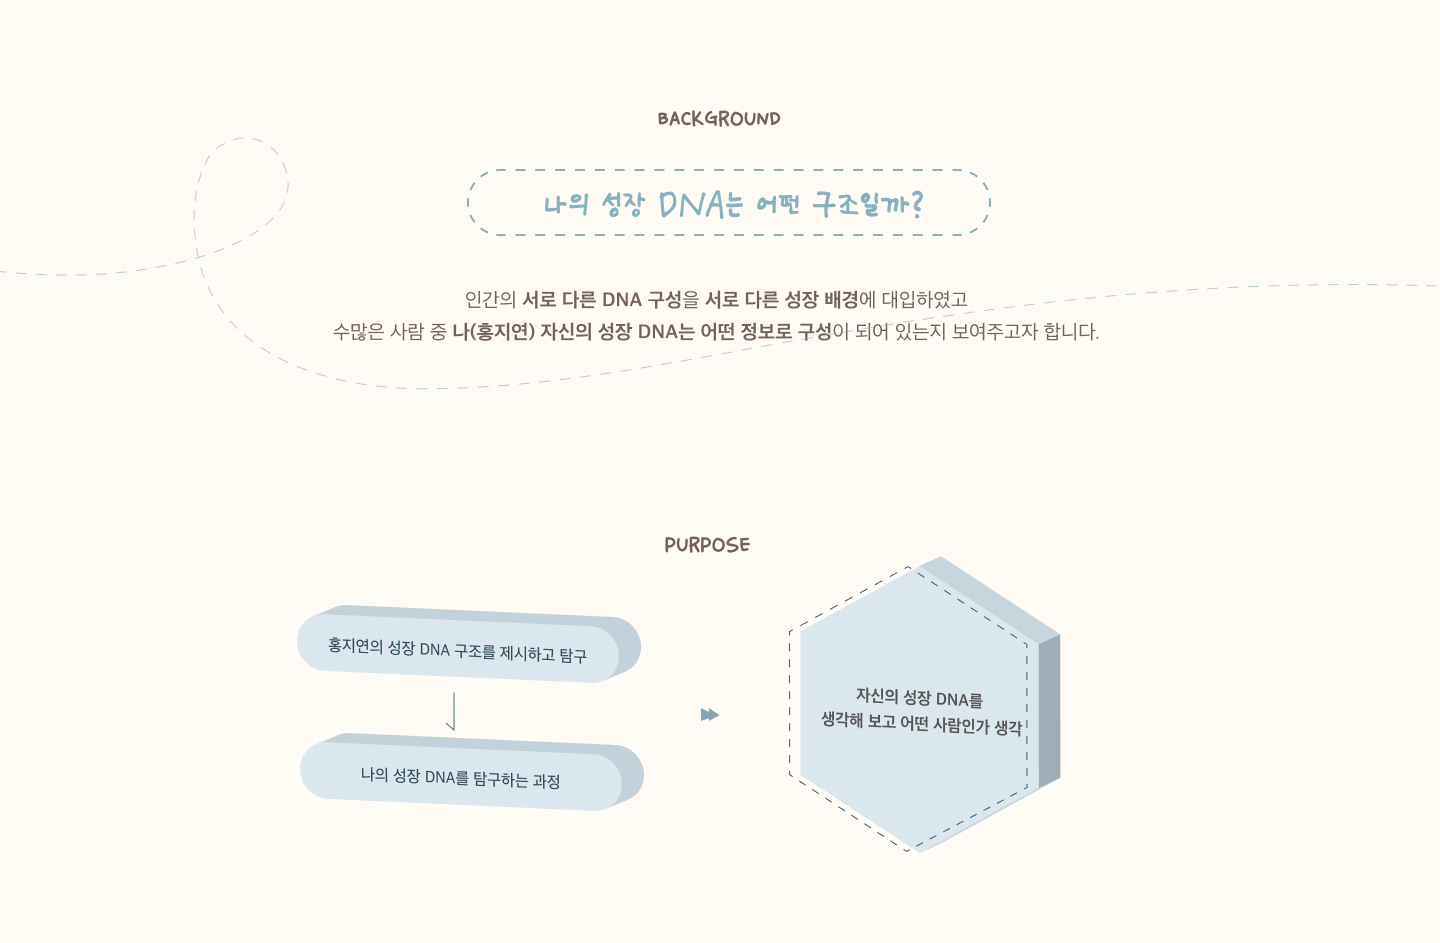 BACKGROUND
나의 성장 DNA는 어떤 구조일까?
인간의 서로 다른 DNA 구성을 서로 다른 성장 배경에 대입하였고
수많은 사람 중 나(홍지연) 자신의 성장 DNA는 어떤 정보로 구성이 되어 있는지 보여주고자 합니다.
PURPOSE
홍지연의 성장 DNA 구조를 제시하고 탐구
나의 성장 DNA를 탐구하는 과정
자신의 성장 DNA를
생각해 보고 어떤 사람인가 생각